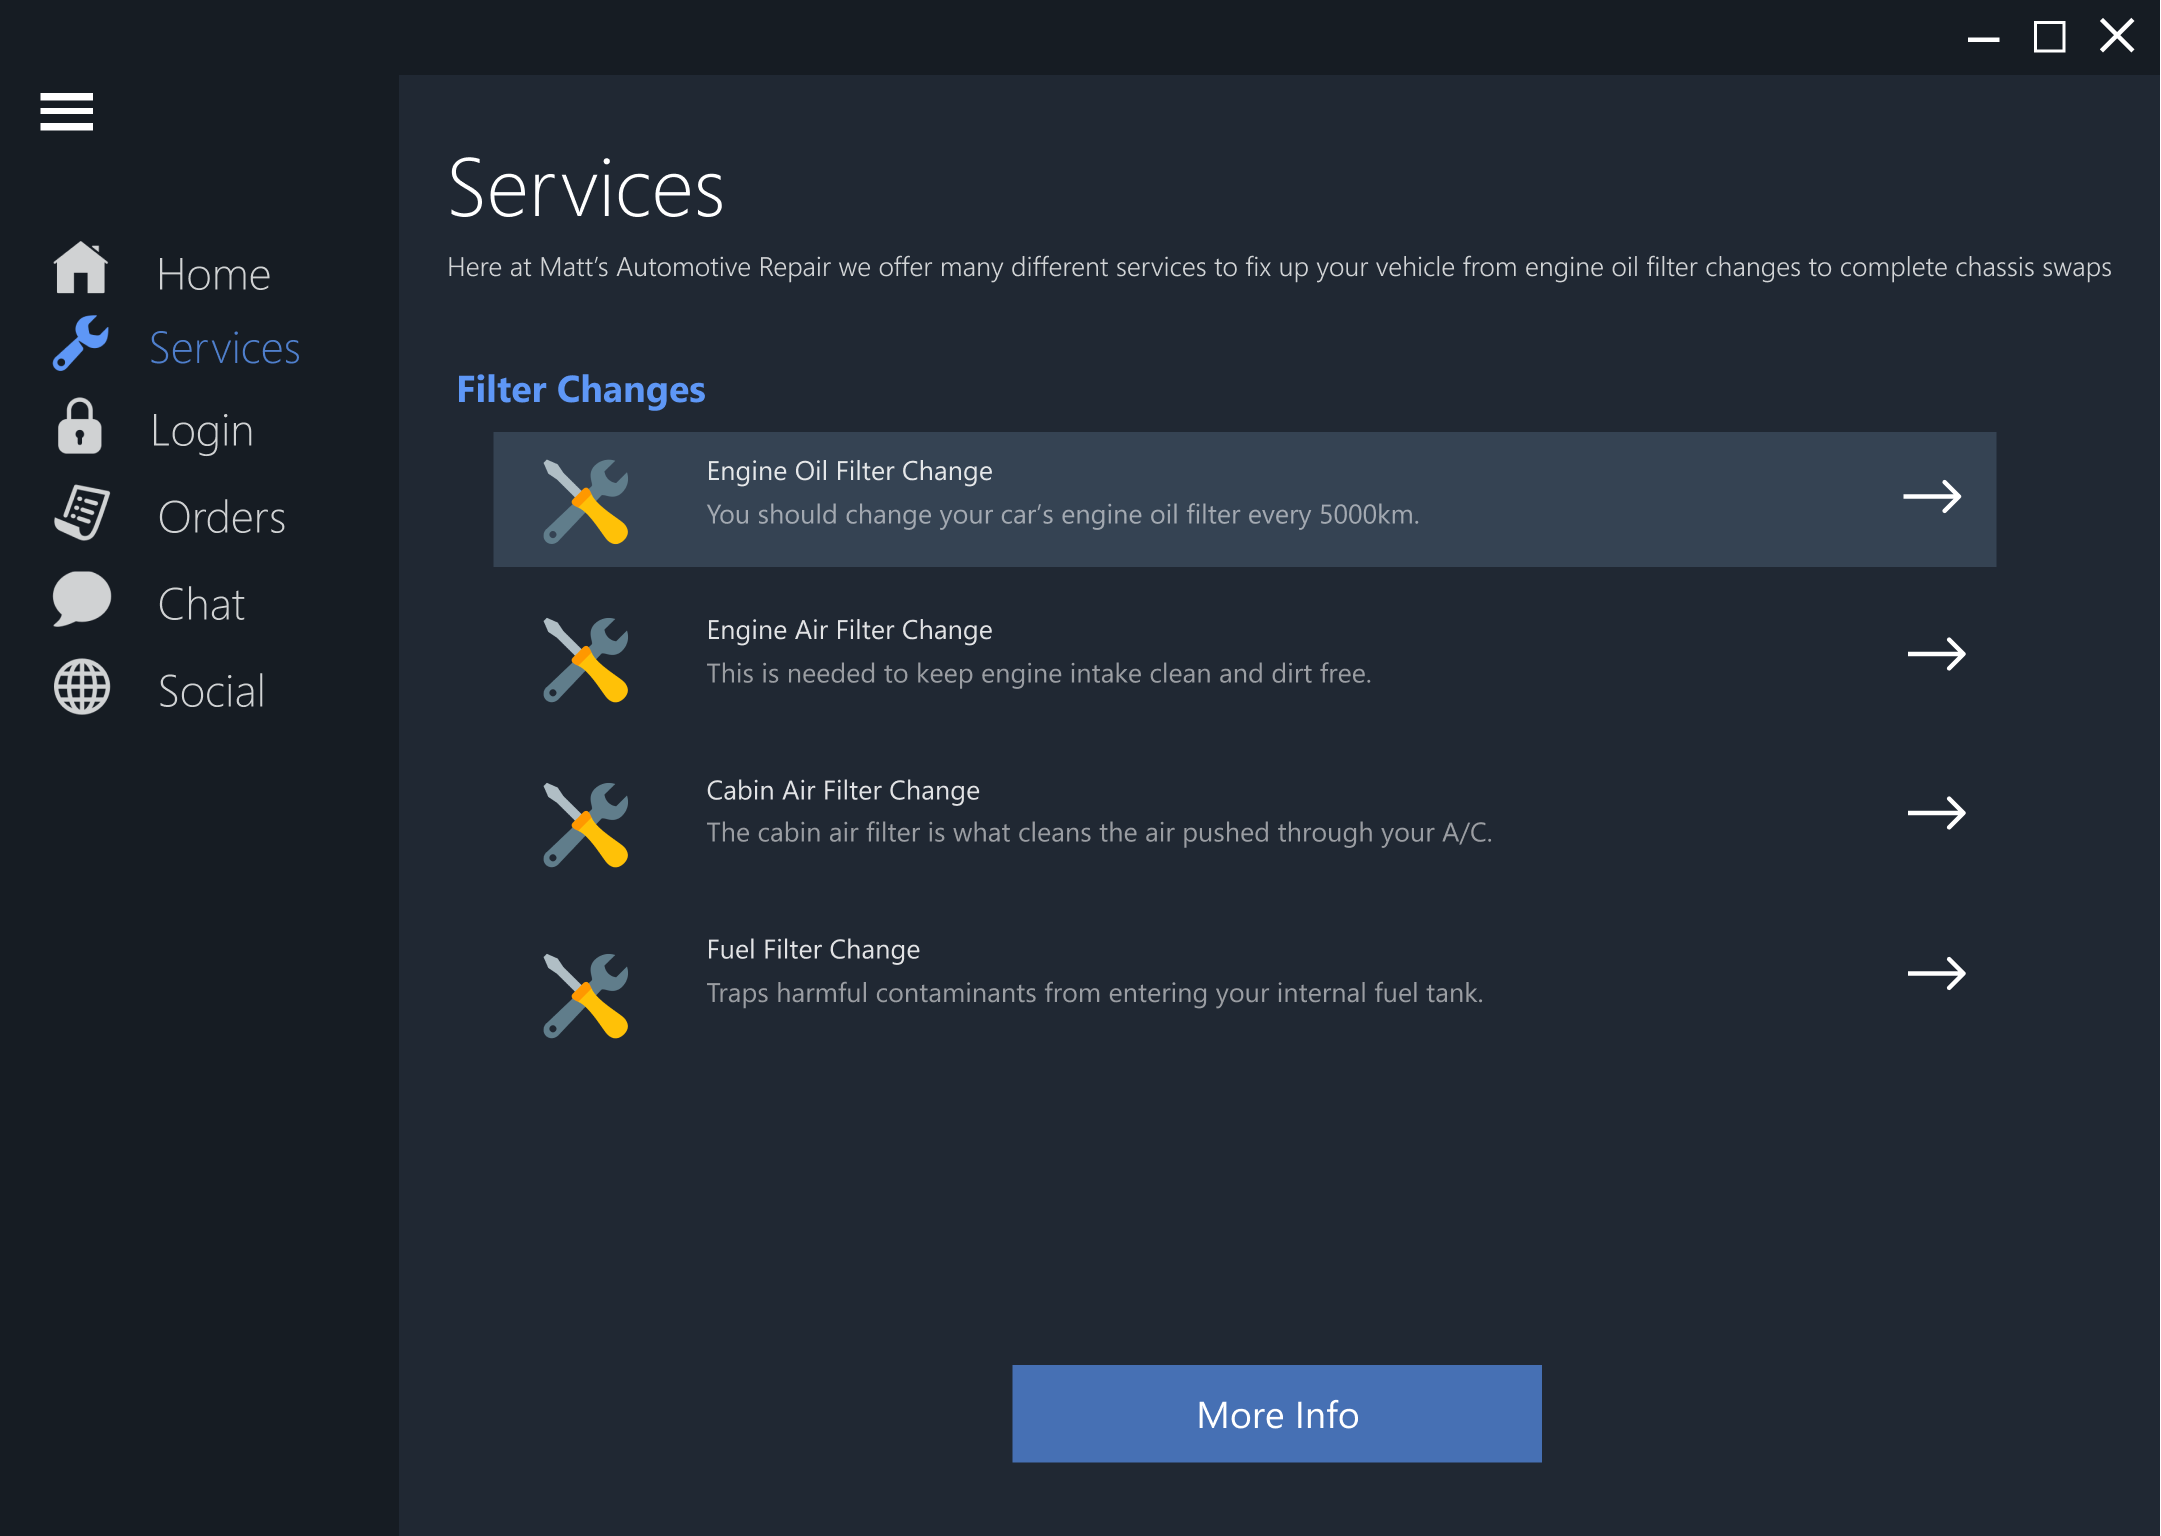 Home
Services
Login
Orders
Chat
Social
Services
Here at Matt’s Automotive Repair we offer many different services to fix up your vehicle from engine oil filter changes to complete chassis swaps
Filter Changes
Engine Oil Filter Change
You should change your car’s engine oil filter every 5000km.
Engine Air Filter Change
This is needed to keep engine intake clean and dirt free.
Cabin Air Filter Change
The cabin air filter is what cleans the air pushed through your A/C.
Fuel Filter Change
Traps harmful contaminants from entering your internal fuel tank.
More Info